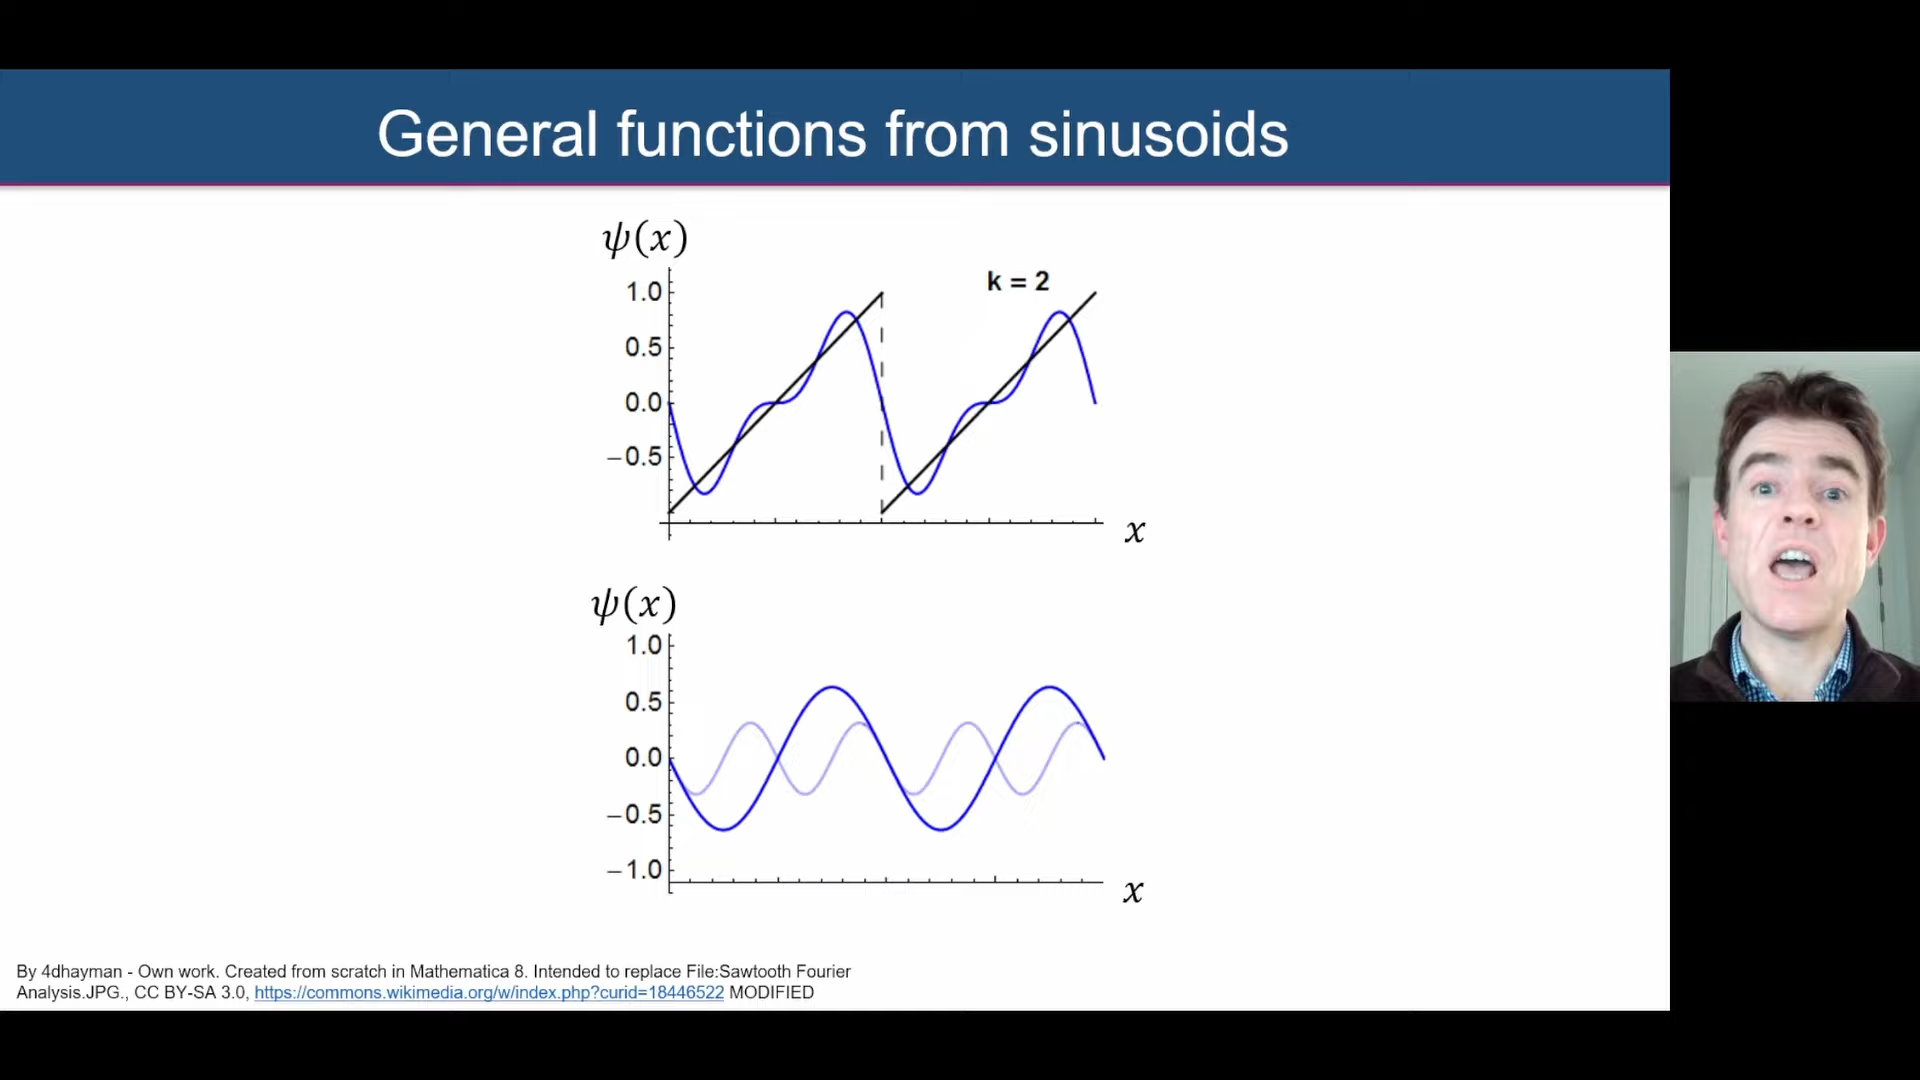 General functions from sinusoids
ψ(x)
k = 2
1.0
0.5
0.0
−0.5
x
ψ(x)
1.0
0.5
0.0
−0.5
−1.0
x
By 4dhayman - Own work. Created from scratch in Mathematica 8. Intended to replace File:Sawtooth Fourier
Analysis.JPG., CC BY-SA 3.0, https://commons.wikimedia.org/w/index.php?curid=18446522 MODIFIED